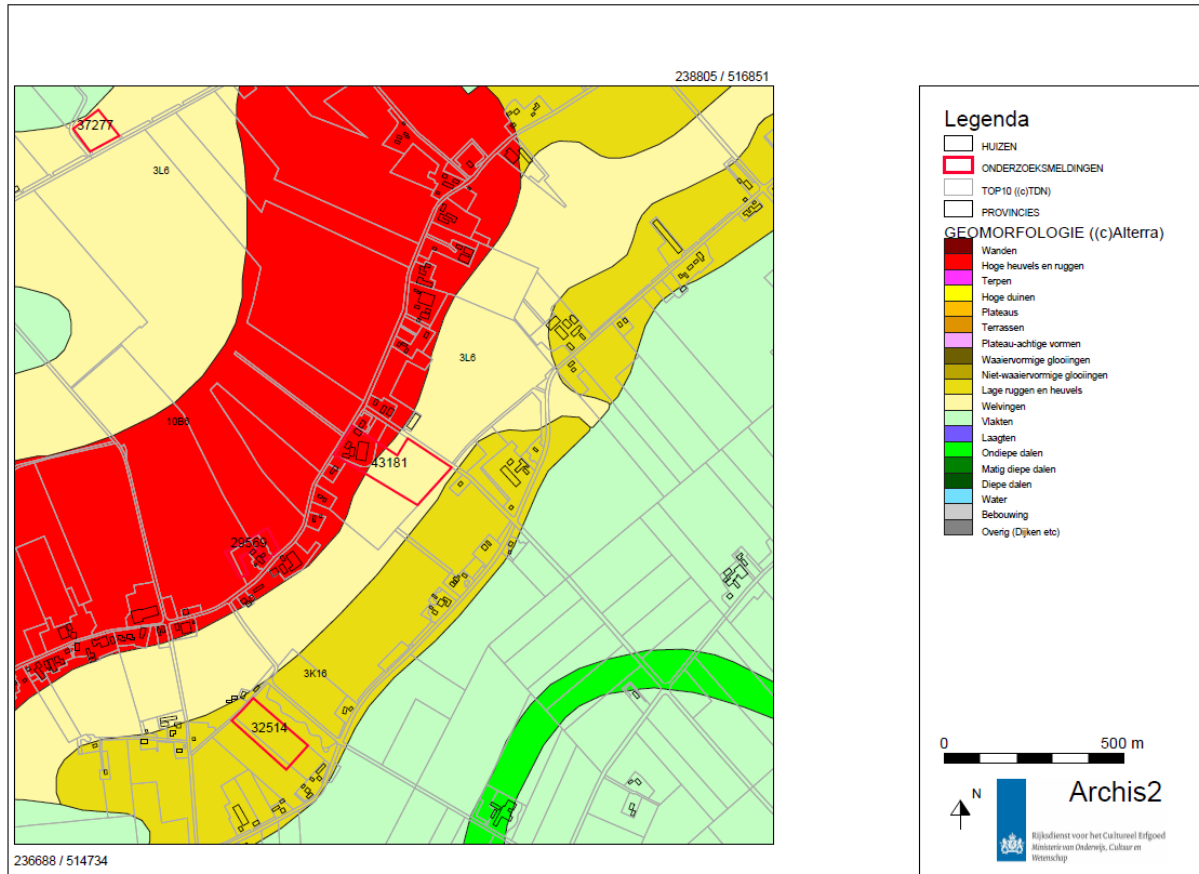 238805 / 516851
37277
3L6
3L6
10B6
43181
29569
3K16
32514
236688 / 514734
Legenda
HUIZEN
ONDERZOEKSMELDINGEN
TOP10 ((c)TDN)
PROVINCIES
GEOMORFOLOGIE ((c)Alterra)
Wanden
Hoge heuvels en ruggen
Terpen
Hoge duinen
Plateaus
Terrassen
Plateau-achtige vormen
Waaiervormige glooiingen
Niet-waaiervormige glooiingen
Lage ruggen en heuvels
Welvingen
Vlakten
Laagten
Ondiepe dalen
Matig diepe dalen
Diepe dalen
Water
Bebouwing
Overig (Dijken etc)
0 500 m
N
Archis2
Rijksdienst voor het Cultureel Erfgoed
Ministerie van Onderwijs, Cultuur en
Wetenschap